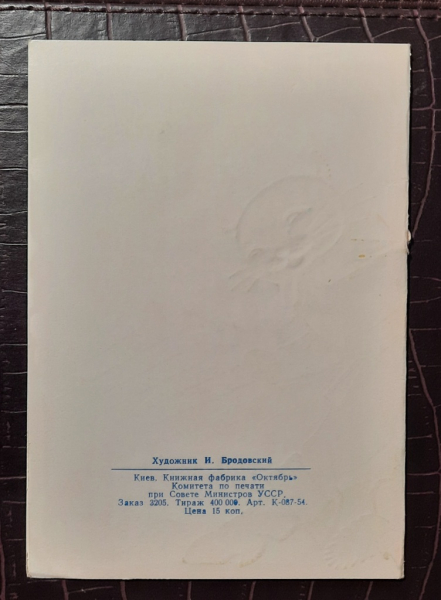 Художник И. Бродовский
Киев. Книжная фабрика «Октябрь»
Комитета по печати
при Совете Министров УССР.
Заказ 3205. Тираж 400 000. Арт. К-087-54.
Цена 15 коп.